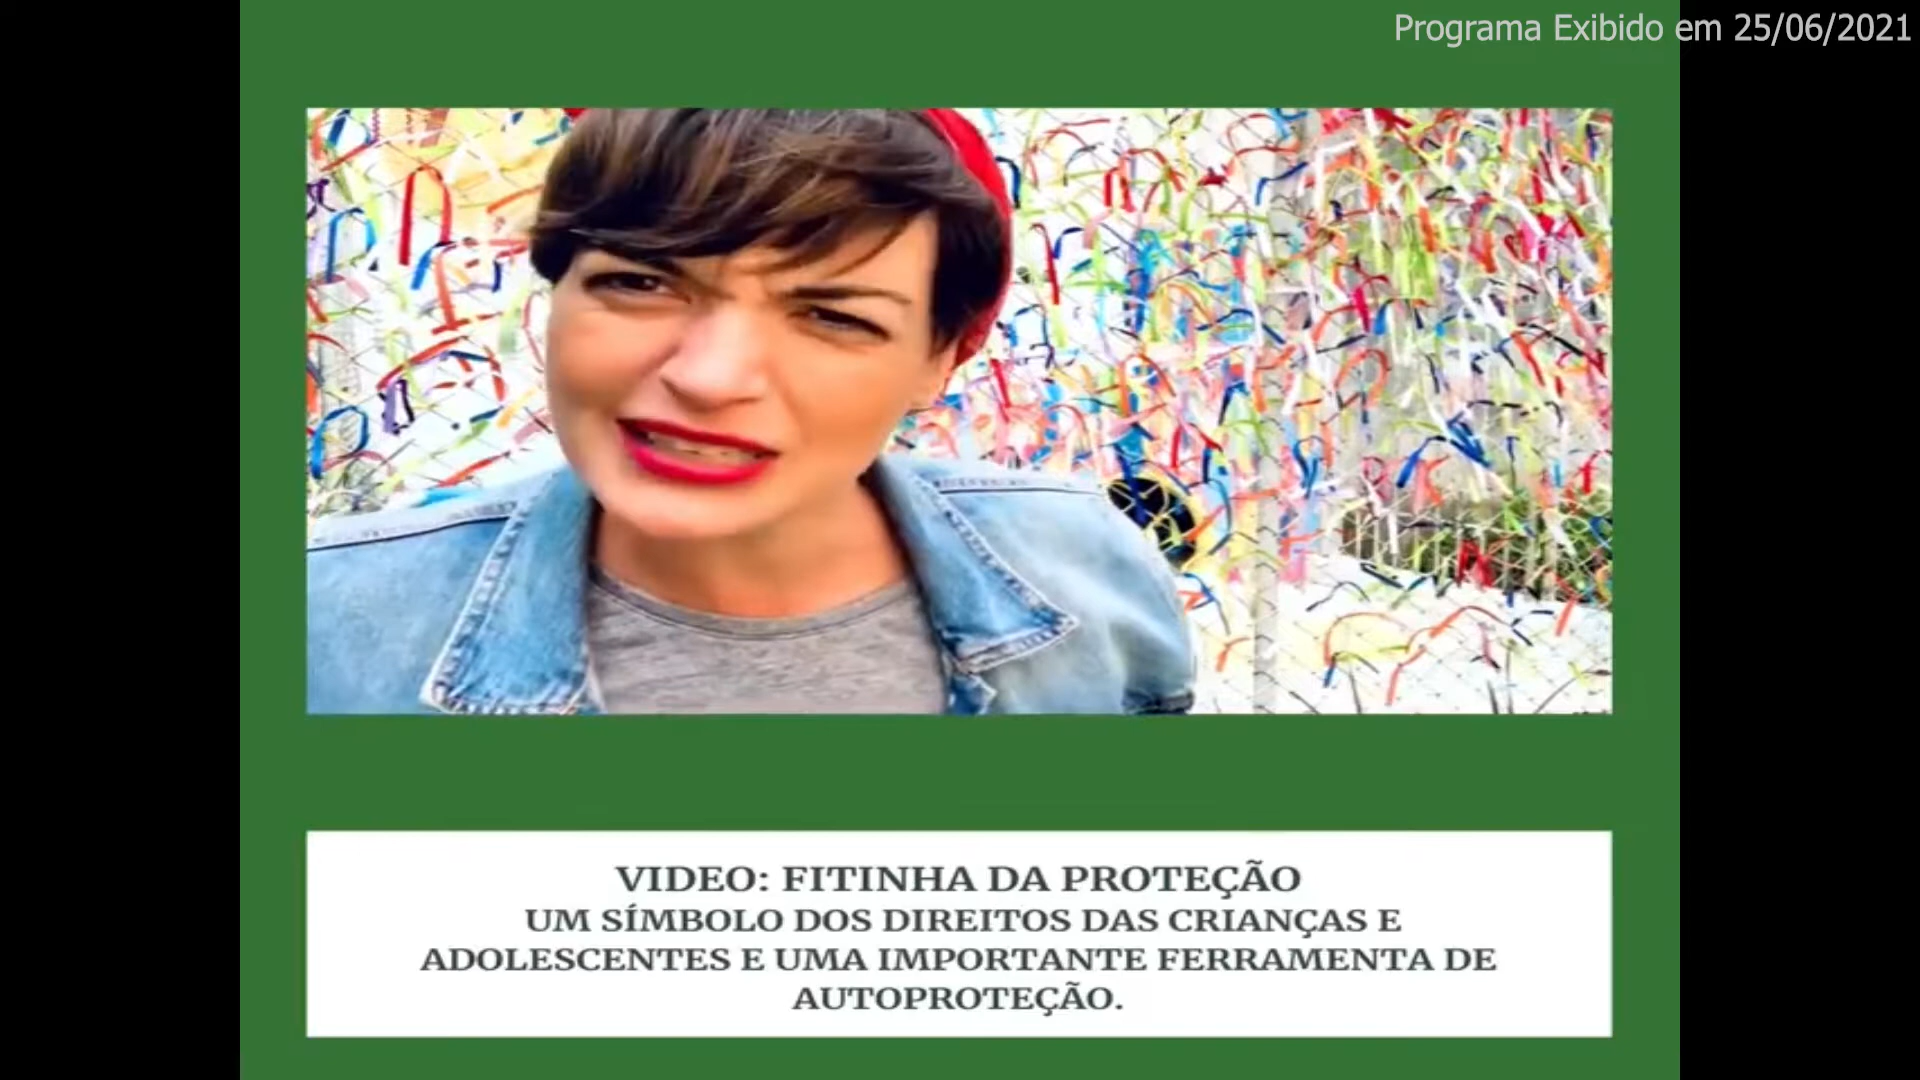 Programa Exibido em 25/06/2021
VIDEO: FITINHA DA PROTEÇÃO
UM SÍMBOLO DOS DIREITOS DAS CRIANÇAS E
ADOLESCENTES E UMA IMPORTANTE FERRAMENTA DE
AUTOPROTEÇÃO.